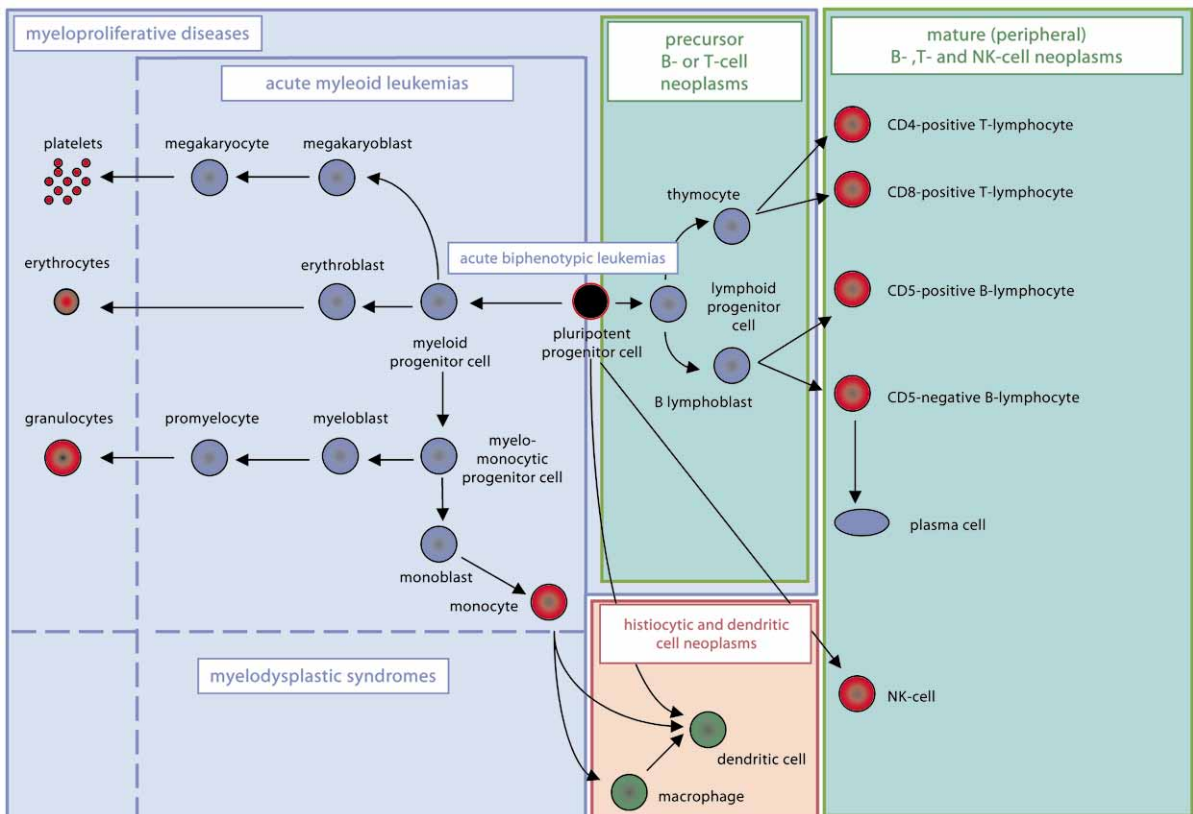 myeloproliferative diseases
acute myleoid leukemias
precursor
B- or T-cell
neoplasms
mature (peripheral)
B- ,T- and NK-cell neoplasms
platelets
megakaryocyte
megakaryoblast
thymocyte
CD4-positive T-lymphocyte
CD8-positive T-lymphocyte
acute biphenotypic leukemias
erythrocytes
erythroblast
lymphoid
progenitor
cell
CD5-positive B-lymphocyte
myeloid
progenitor cell
pluripotent
progenitor cell
B lymphoblast
CD5-negative B-lymphocyte
granulocytes
promyelocyte
myeloblast
myelo-
monocytic
progenitor cell
plasma cell
monoblast
monocyte
histiocytic and dendritic
cell neoplasms
myelodysplastic syndromes
NK-cell
dendritic cell
macrophage